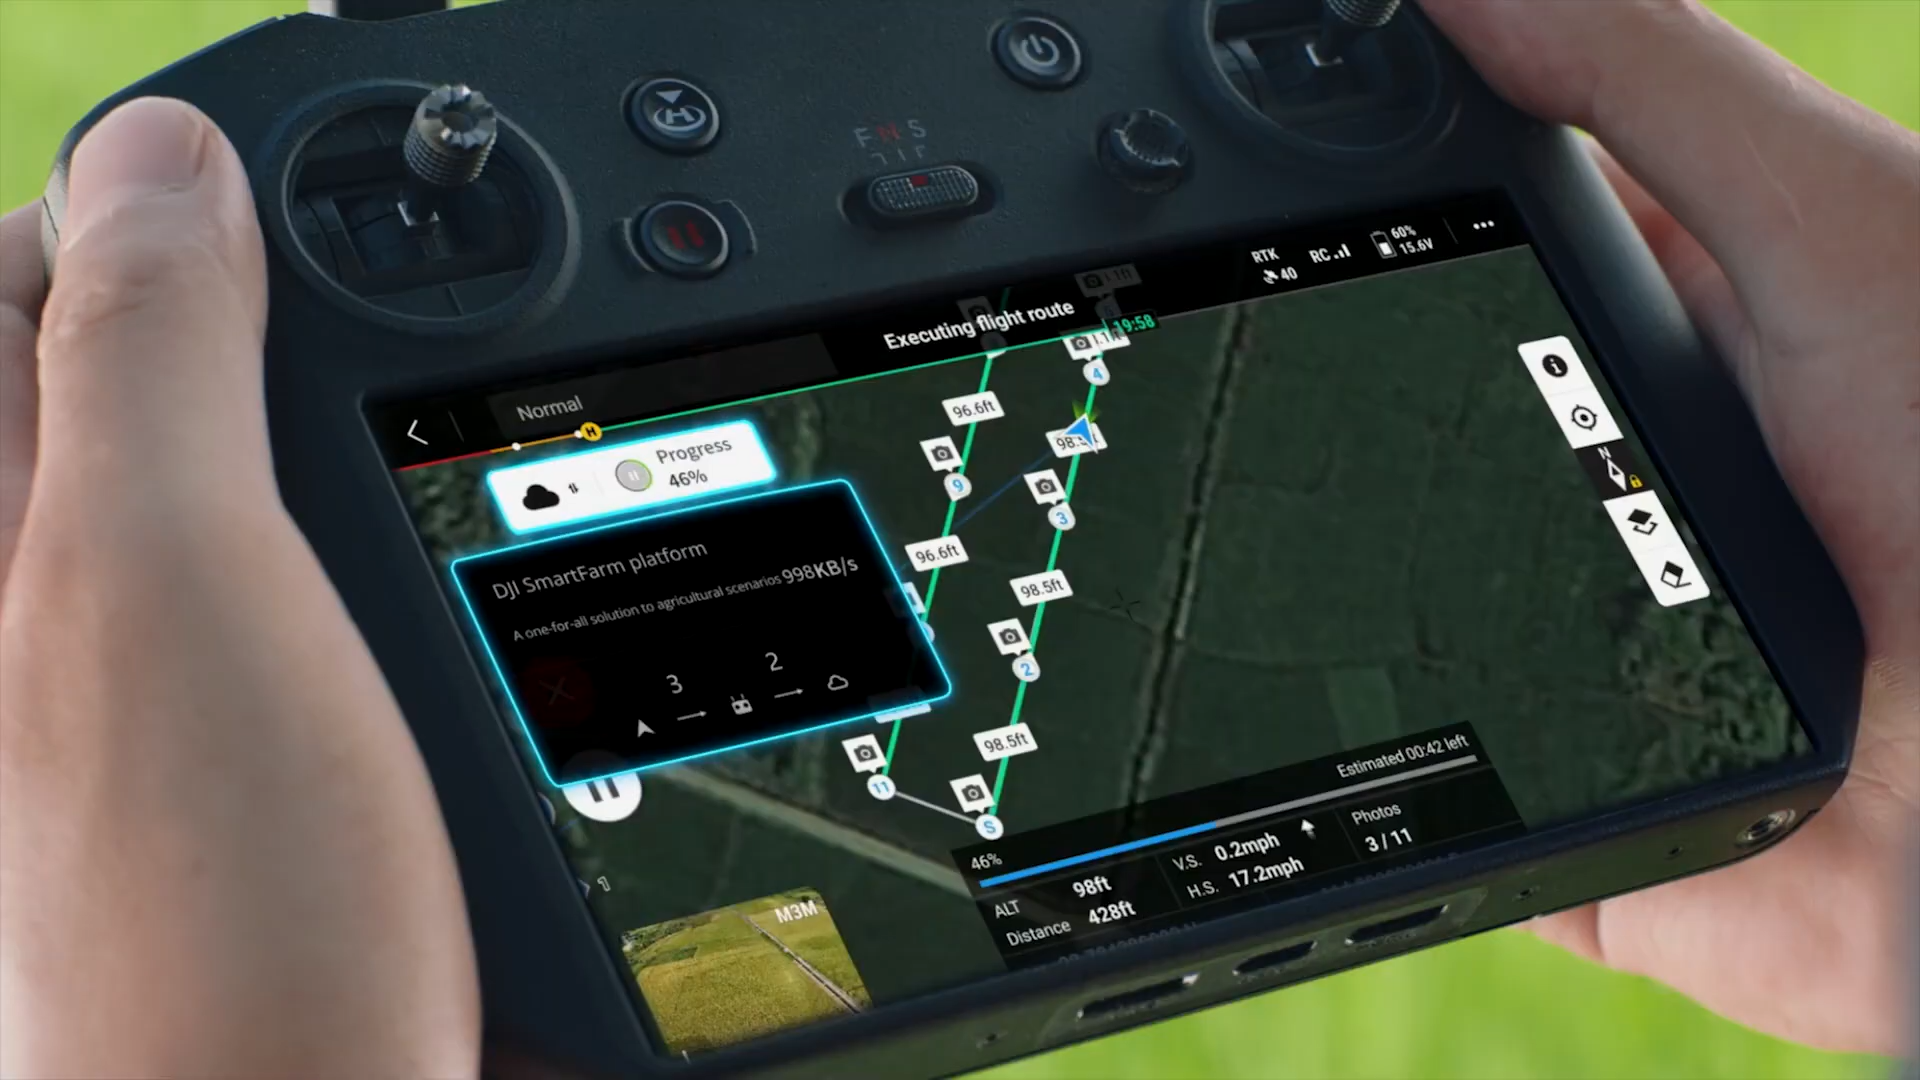 F N S
RTK
40
RC
60%
15.6V
Executing flight route
19:58
Normal
H
Progress
46%
DJI SmartFarm platform
A one-for-all solution to agricultural scenarios 998KB/s
3
2
4
96.6ft
9
3
96.6ft
98.5ft
2
98.5ft
11
S
N
Estimated 00:42 left
46%
V.S. 0.2mph
H.S. 17.2mph
Photos
3 / 11
ALT 98ft
Distance 428ft
M3M